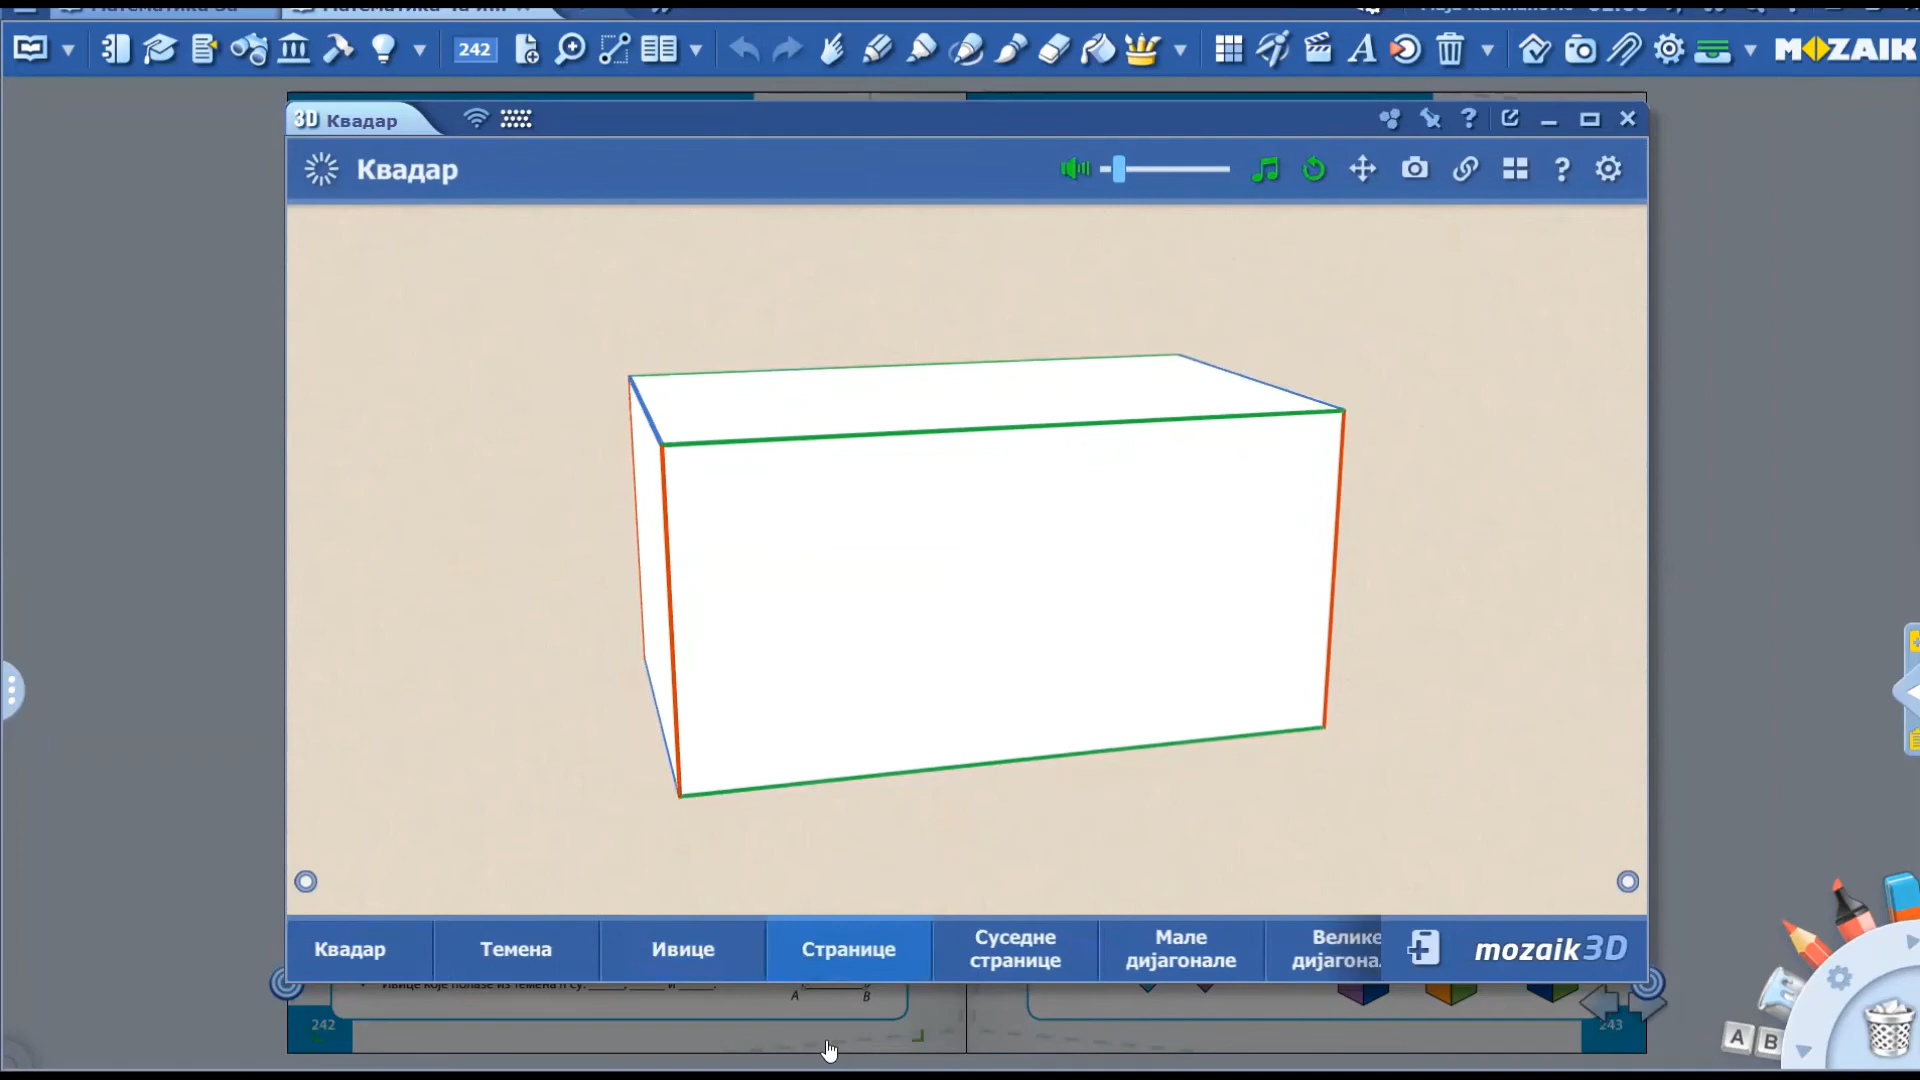 242
MOZAIK
3D Квадар
Квадар
Квадар
Темена
Ивице
Странице
Суседне
странице
Мале
дијагонале
Велике
дијагона
mozaik3D
A
B
242
243
A
B